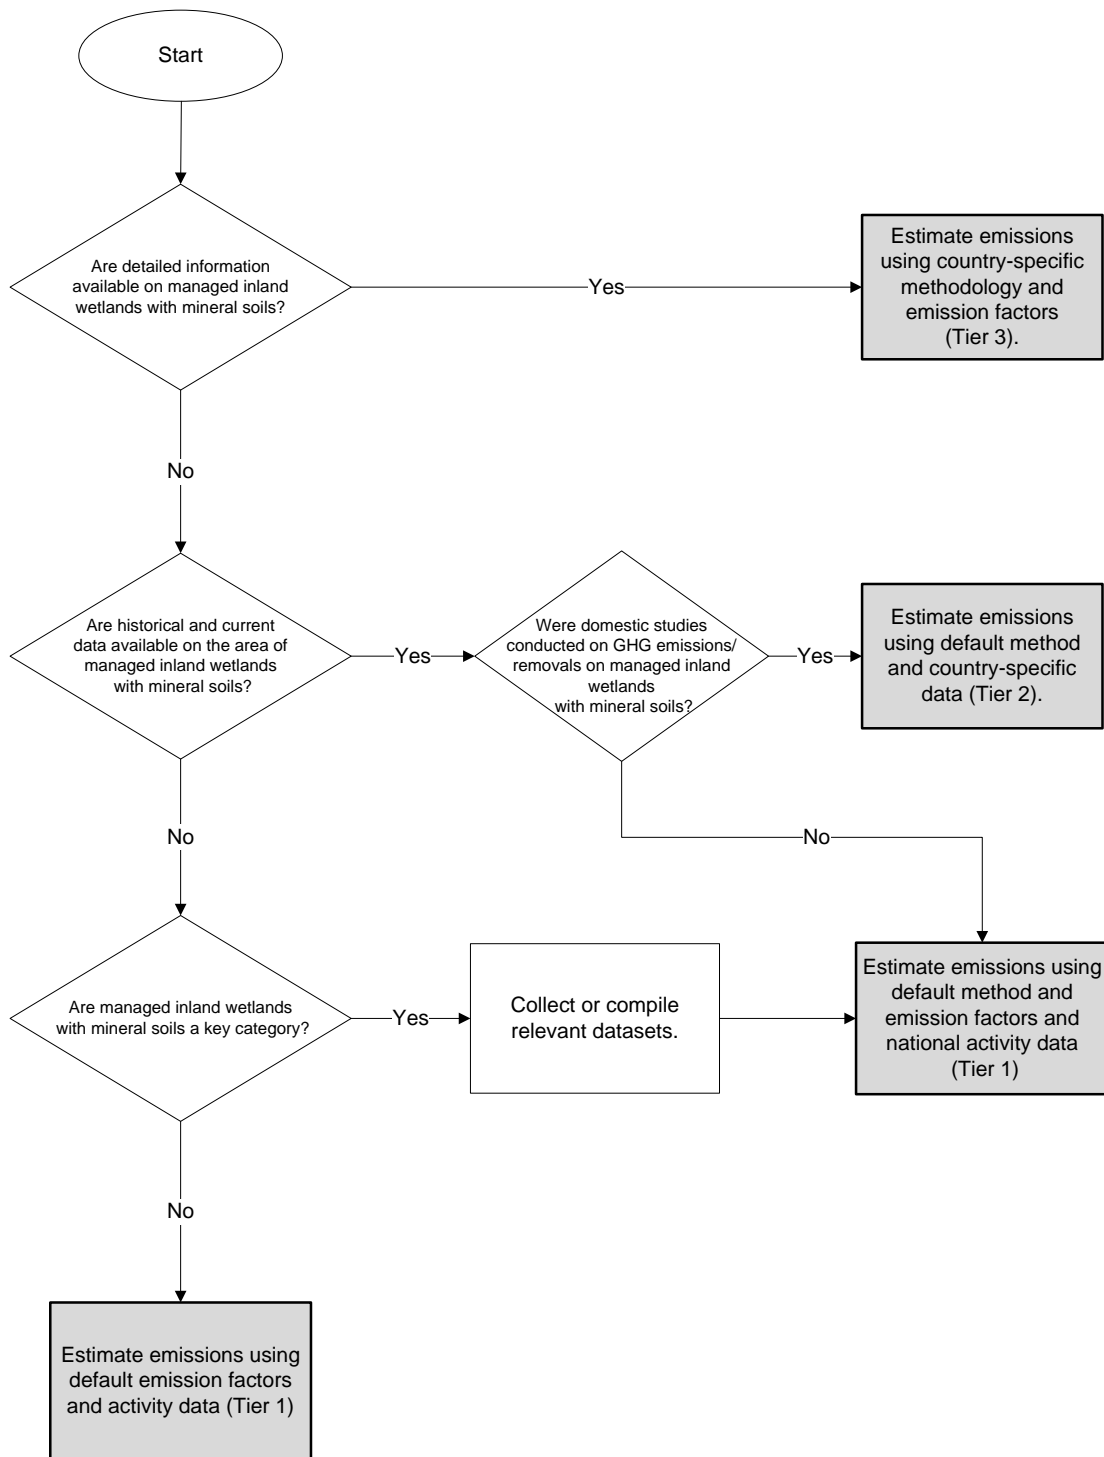 Start
Are detailed information
available on managed inland
wetlands with mineral soils?
Yes
Estimate emissions
using country-specific
methodology and
emission factors
(Tier 3).
No
Are historical and current
data available on the area of
managed inland wetlands
with mineral soils?
Yes
Were domestic studies
conducted on GHG emissions/
removals on managed inland
wetlands
with mineral soils?
Yes
Estimate emissions
using default method
and country-specific
data (Tier 2).
No
No
Are managed inland wetlands
with mineral soils a key category?
Yes
Collect or compile
relevant datasets.
Estimate emissions using
default method and
emission factors and
national activity data
(Tier 1)
No
Estimate emissions using
default emission factors
and activity data (Tier 1)